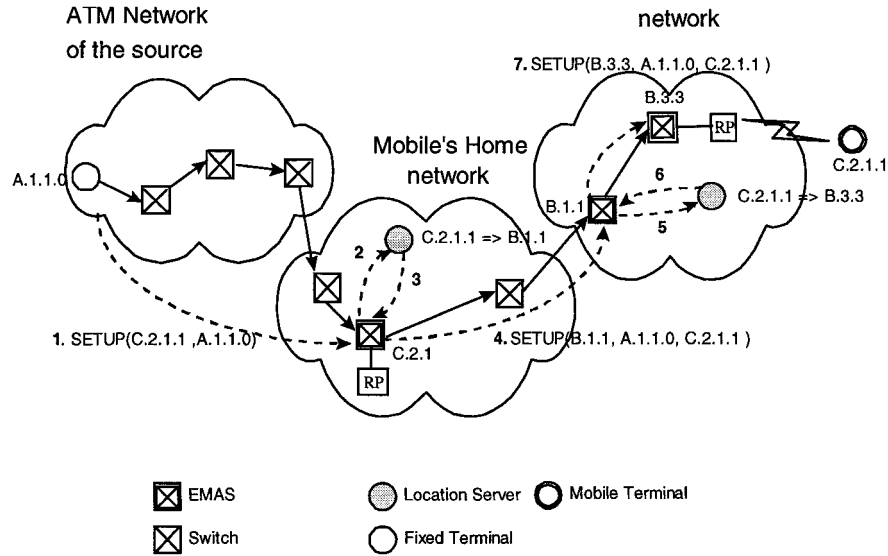 ATM Network
of the source
network
7. SETUP(B.3.3, A.1.1.0, C.2.1.1 )
B.3.3
RP
C.2.1.1
Mobile's Home
network
A.1.1.0
6
B.1.1
C.2.1.1 => B.3.3
5
2
C.2.1.1 => B.1.1
3
1. SETUP(C.2.1.1 ,A.1.1.0)
C.2.1
4. SETUP(B.1.1, A.1.1.0, C.2.1.1 )
RP
EMAS
Location Server
Mobile Terminal
Switch
Fixed Terminal